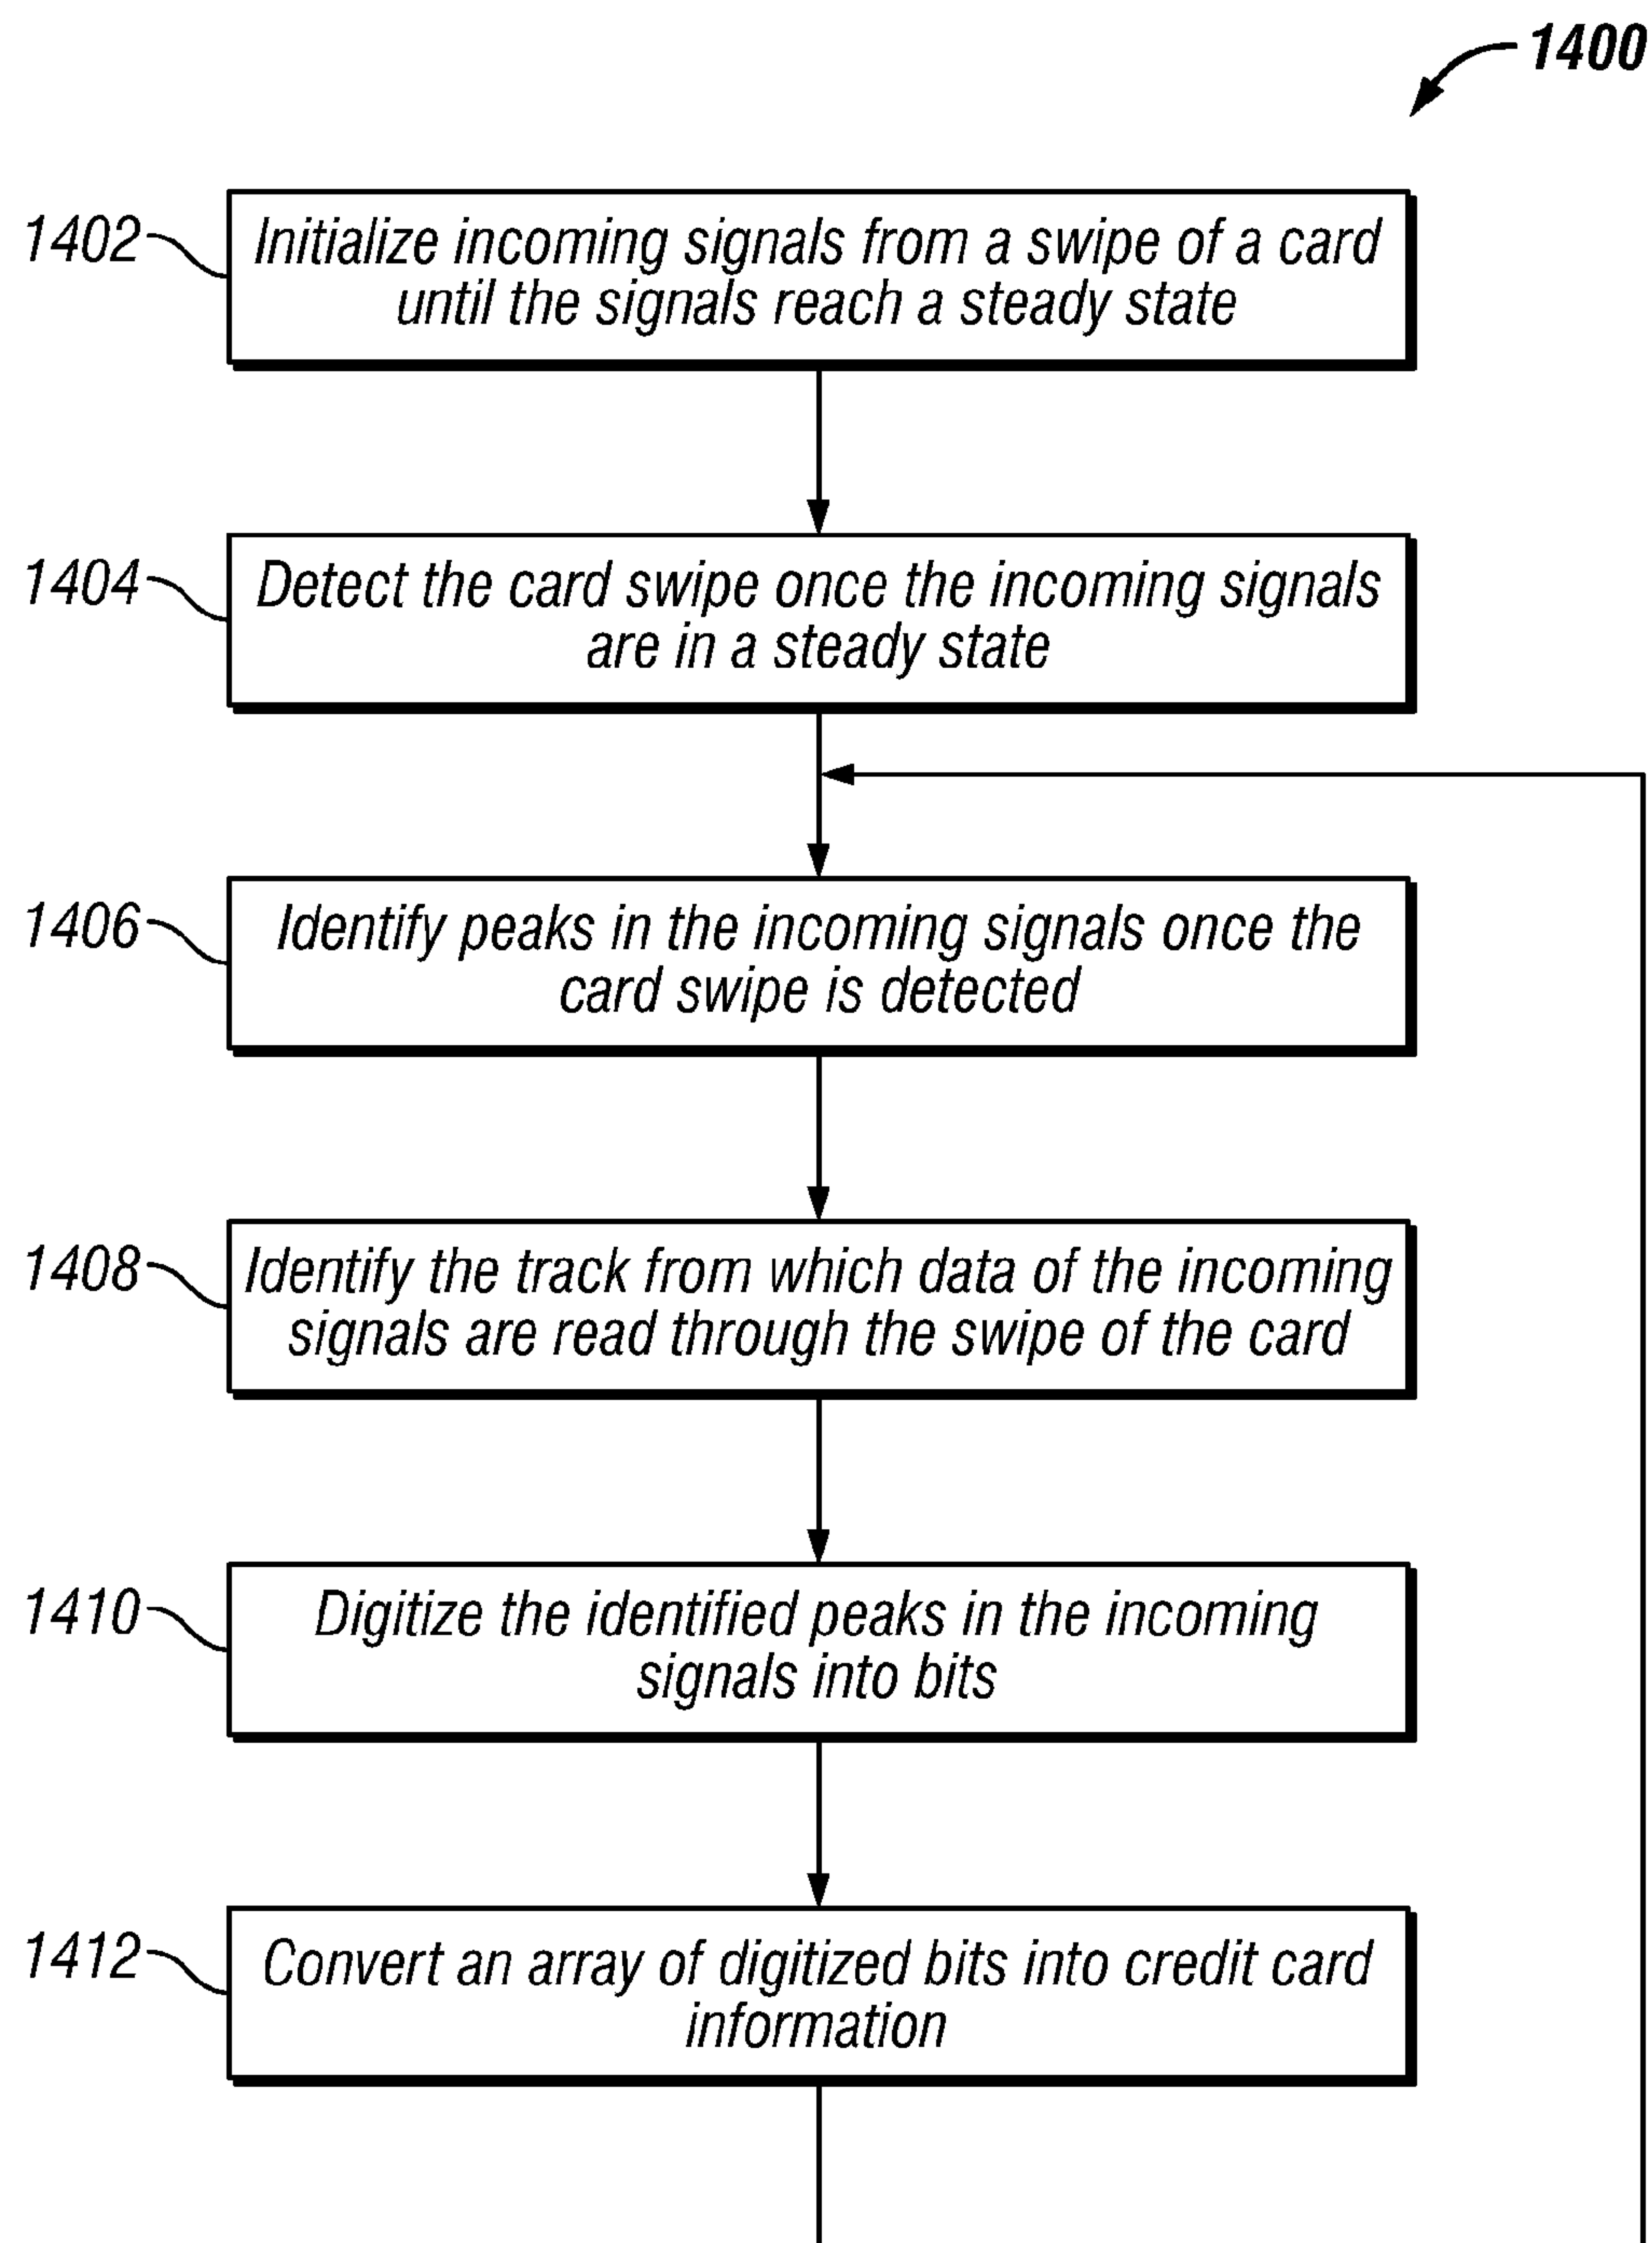 1400
1402
Initialize incoming signals from a swipe of a card
until the signals reach a steady state
1404
Detect the card swipe once the incoming signals
are in a steady state
1406
Identify peaks in the incoming signals once the
card swipe is detected
1408
Identify the track from which data of the incoming
signals are read through the swipe of the card
1410
Digitize the identified peaks in the incoming
signals into bits
1412
Convert an array of digitized bits into credit card
information